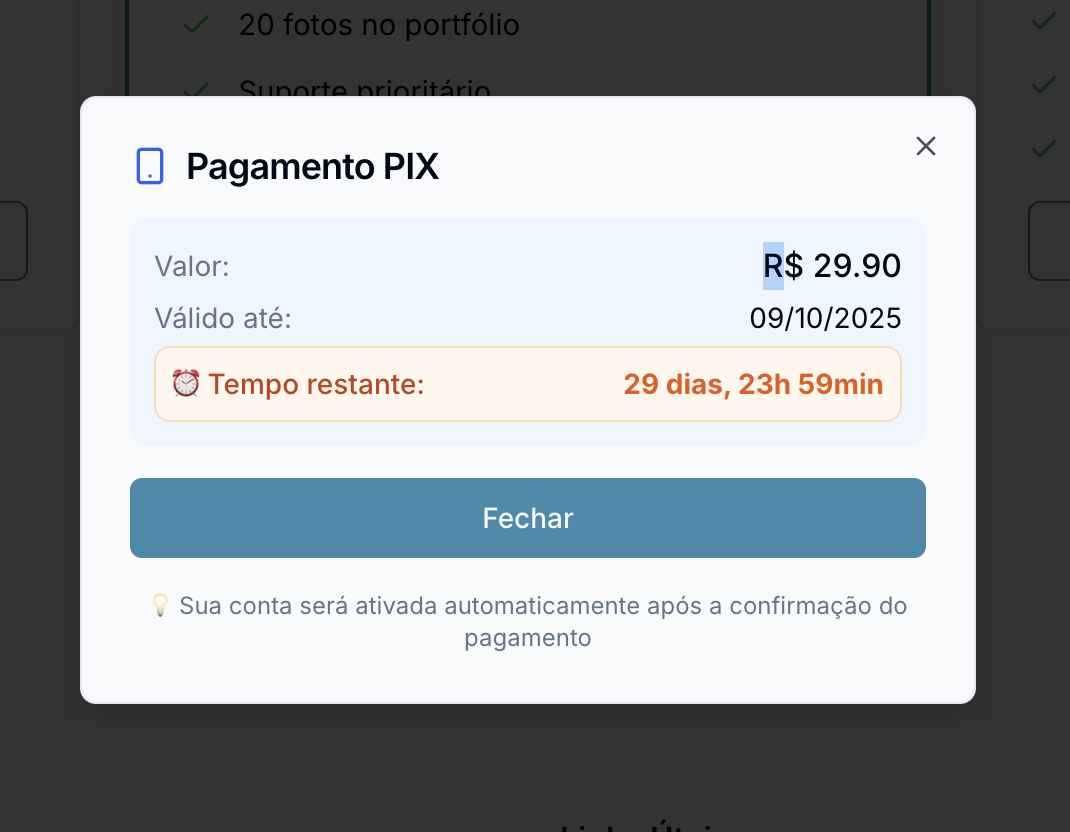 20 fotos no portfólio
Suporte prioritário
Pagamento PIX
Valor: R$ 29.90
Válido até: 09/10/2025
⏰ Tempo restante: 29 dias, 23h 59min
Fechar
💡 Sua conta será ativada automaticamente após a confirmação do
pagamento